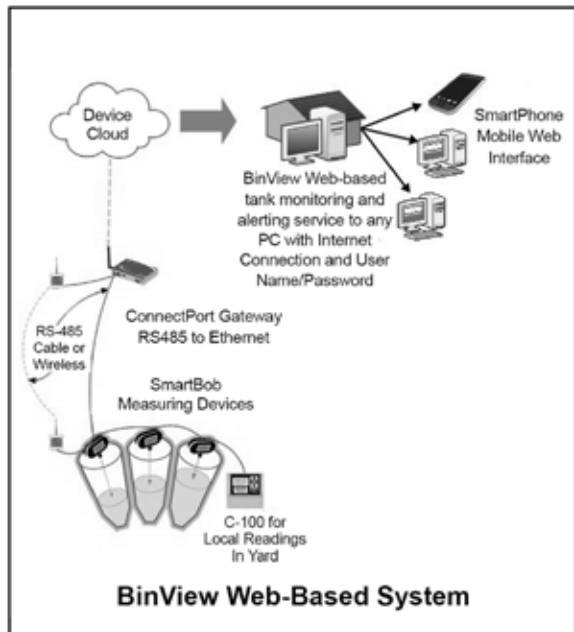 Device
Cloud
SmartPhone
Mobile Web
Interface
BinView Web-based
tank monitoring and
alerting service to any
PC with Internet
Connection and User
Name/Password
ConnectPort Gateway
RS485 to Ethernet
RS-485
Cable or
Wireless
SmartBob
Measuring Devices
C-100 for
Local Readings
In Yard
BinView Web-Based System